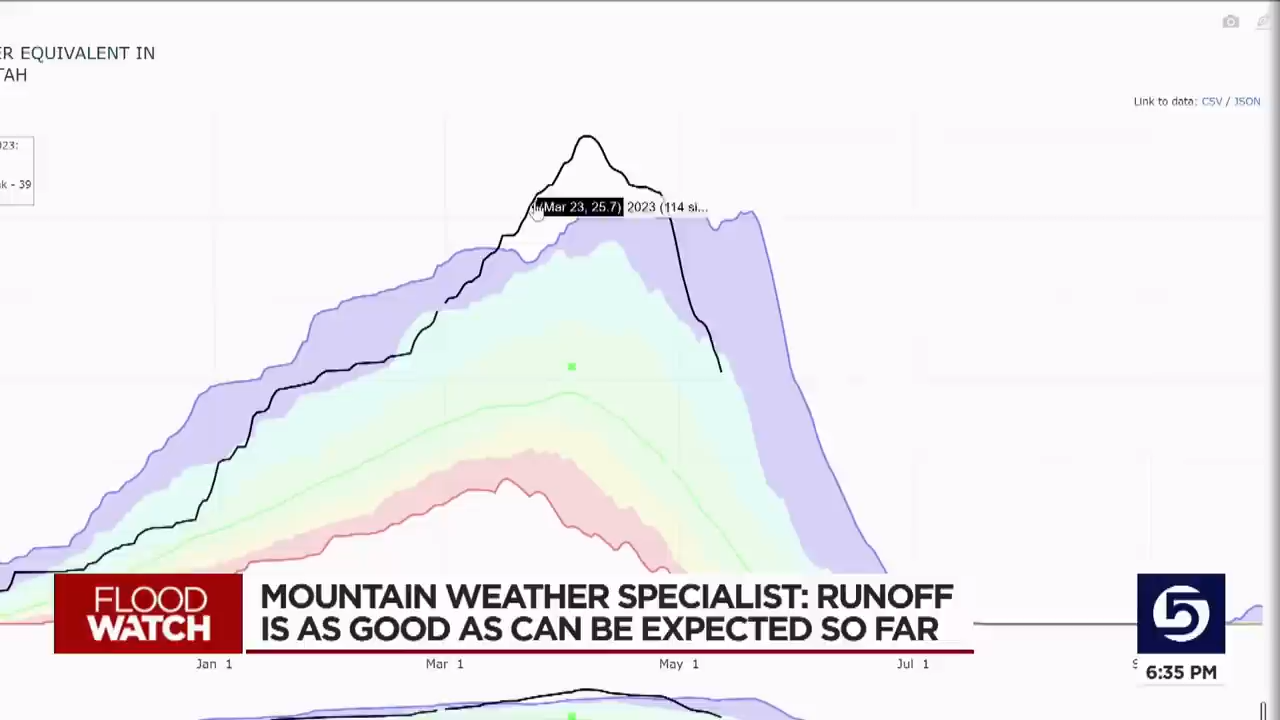 ER EQUIVALENT IN
TAH
Link to data: CSV / JSON
023:
k - 39
(Mar 23, 25.7) 2023 (114 si...
FLOOD
WATCH
MOUNTAIN WEATHER SPECIALIST: RUNOFF
IS AS GOOD AS CAN BE EXPECTED SO FAR
5
Jan 1
Mar 1
May 1
Jul 1
S
6:35 PM